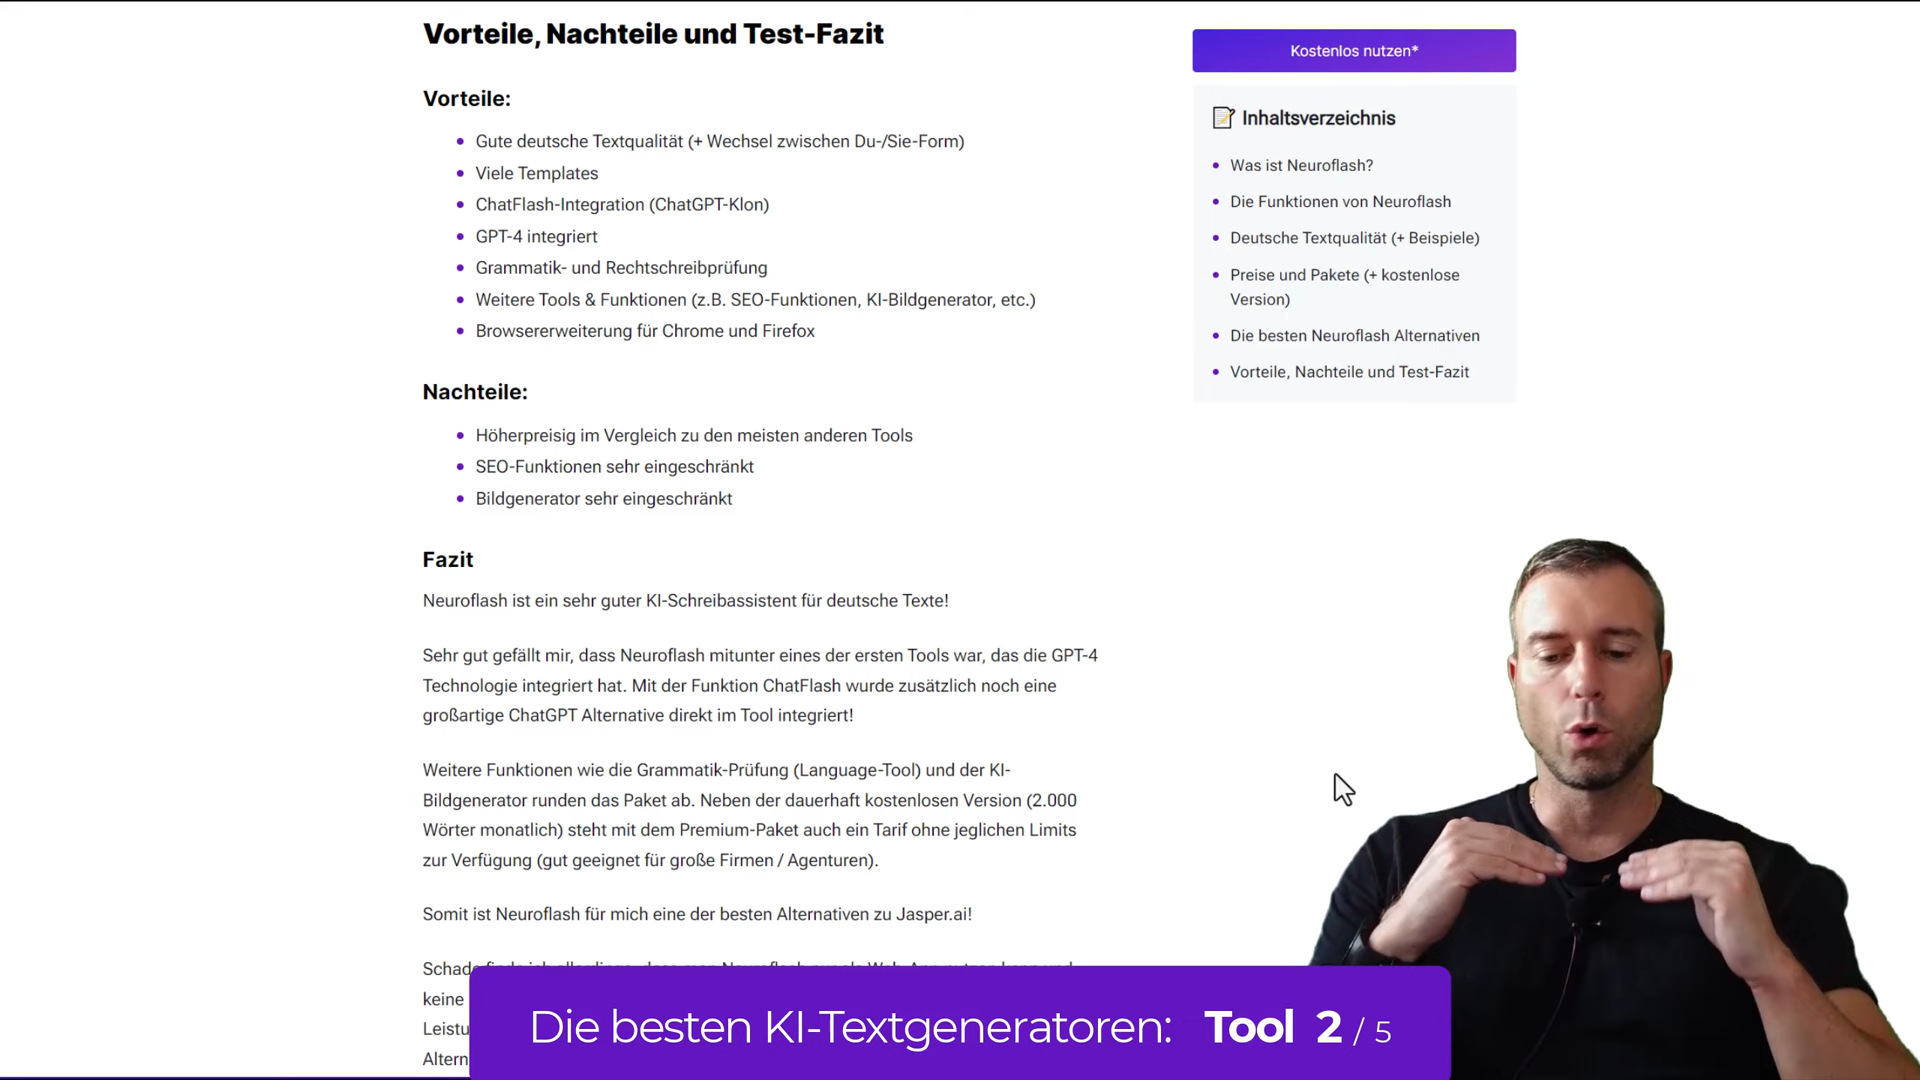 Vorteile, Nachteile und Test-Fazit
Vorteile:
Gute deutsche Textqualität (+ Wechsel zwischen Du-/Sie-Form)
Viele Templates
ChatFlash-Integration (ChatGPT-Klon)
GPT-4 integriert
Grammatik- und Rechtschreibprüfung
Weitere Tools & Funktionen (z.B. SEO-Funktionen, KI-Bildgenerator, etc.)
Browsererweiterung für Chrome und Firefox
Nachteile:
Höherpreisig im Vergleich zu den meisten anderen Tools
SEO-Funktionen sehr eingeschränkt
Bildgenerator sehr eingeschränkt
Fazit
Neuroflash ist ein sehr guter KI-Schreibassistent für deutsche Texte!
Sehr gut gefällt mir, dass Neuroflash mitunter eines der ersten Tools war, das die GPT-4
Technologie integriert hat. Mit der Funktion ChatFlash wurde zusätzlich noch eine
großartige ChatGPT Alternative direkt im Tool integriert!
Weitere Funktionen wie die Grammatik-Prüfung (Language-Tool) und der KI-
Bildgenerator runden das Paket ab. Neben der dauerhaft kostenlosen Version (2.000
Wörter monatlich) steht mit dem Premium-Paket auch ein Tarif ohne jeglichen Limits
zur Verfügung (gut geeignet für große Firmen / Agenturen).
Somit ist Neuroflash für mich eine der besten Alternativen zu Jasper.ai!
Schade
keine
Leistu
Altern
Kostenlos nutzen*
Inhaltsverzeichnis
Was ist Neuroflash?
Die Funktionen von Neuroflash
Deutsche Textqualität (+ Beispiele)
Preise und Pakete (+ kostenlose
Version)
Die besten Neuroflash Alternativen
Vorteile, Nachteile und Test-Fazit
Die besten KI-Textgeneratoren: Tool 2 / 5